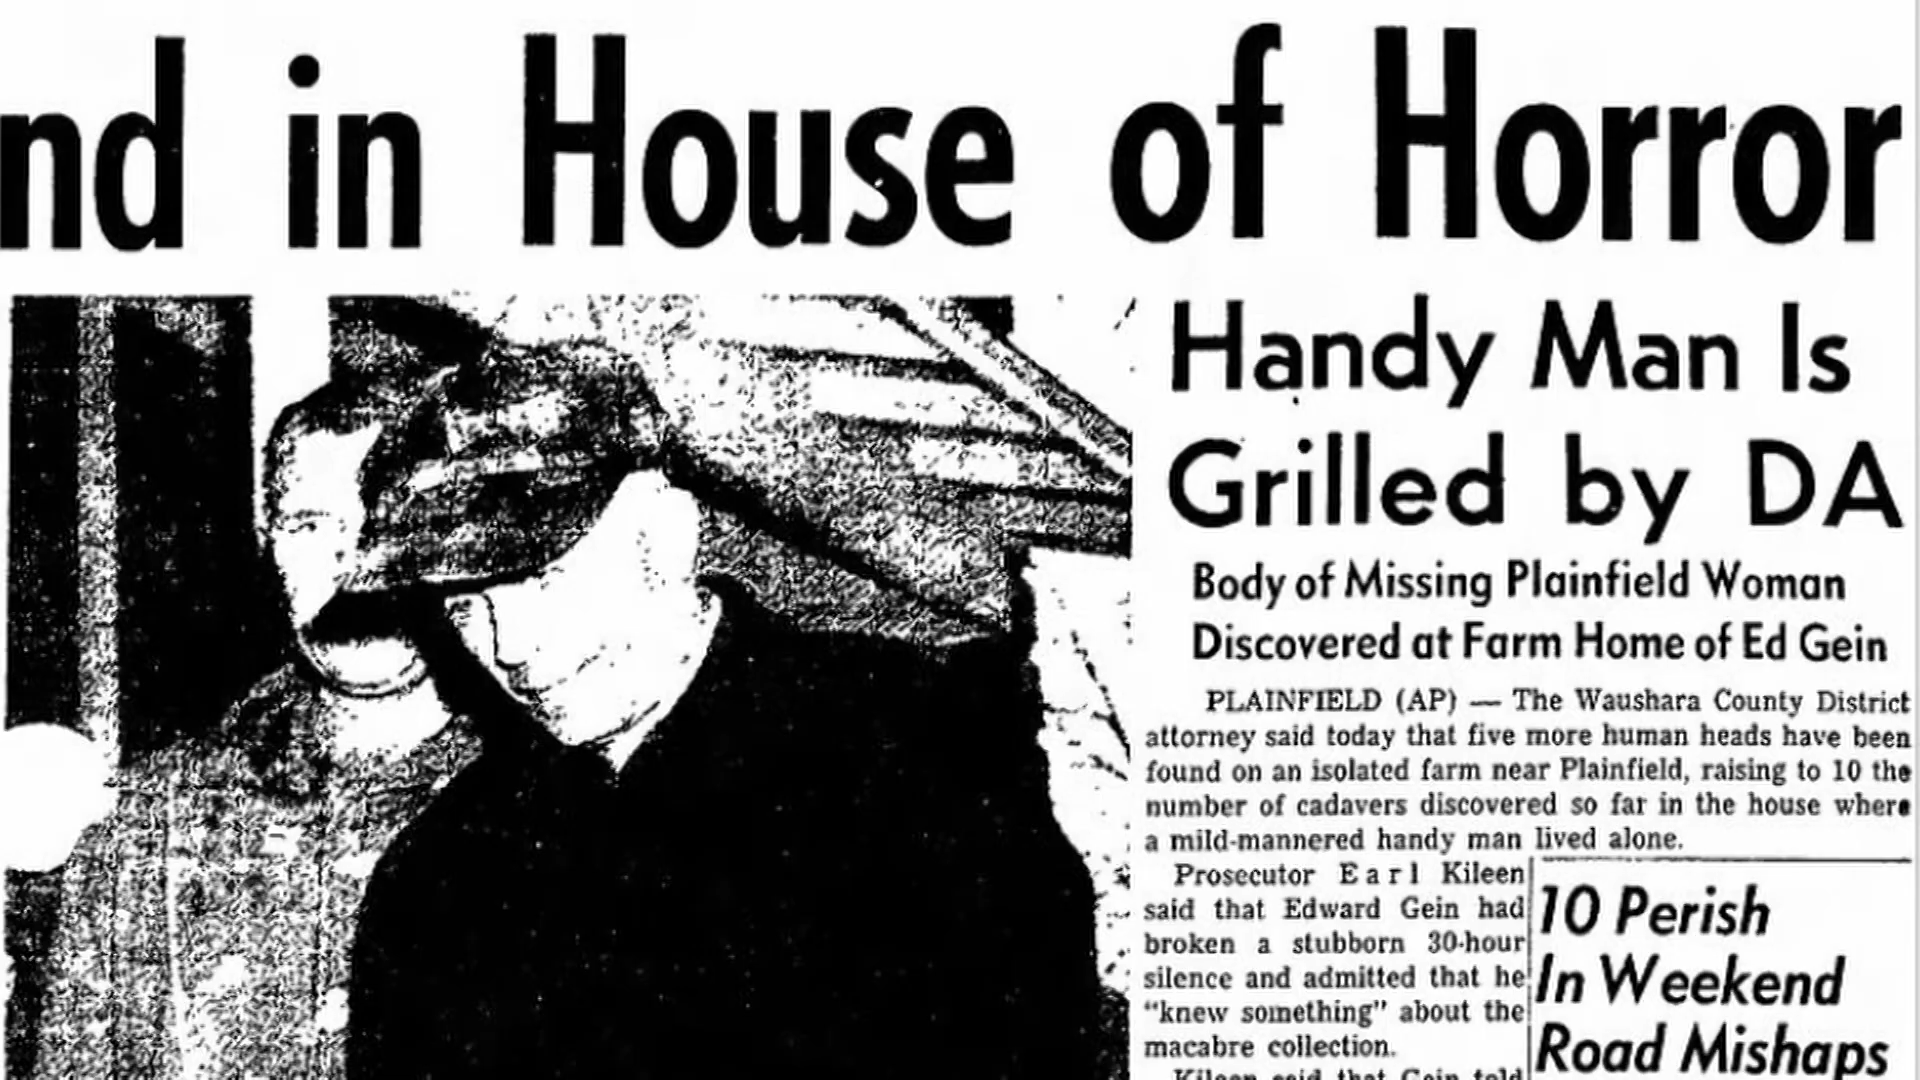 nd in House of Horror
Handy Man Is
Grilled by DA
Body of Missing Plainfield Woman
Discovered at Farm Home of Ed Gein
PLAINFIELD (AP) — The Waushara County District
attorney said today that five more human heads have been
found on an isolated farm near Plainfield, raising to 10 the
number of cadavers discovered so far in the house where
a mild-mannered handy man lived alone.
Prosecutor Earl Kileen
said that Edward Gein had
broken a stubborn 30-hour
silence and admitted that he
"knew something" about the
macabre collection.
Kileen said that Gein told
10 Perish
In Weekend
Road Mishaps